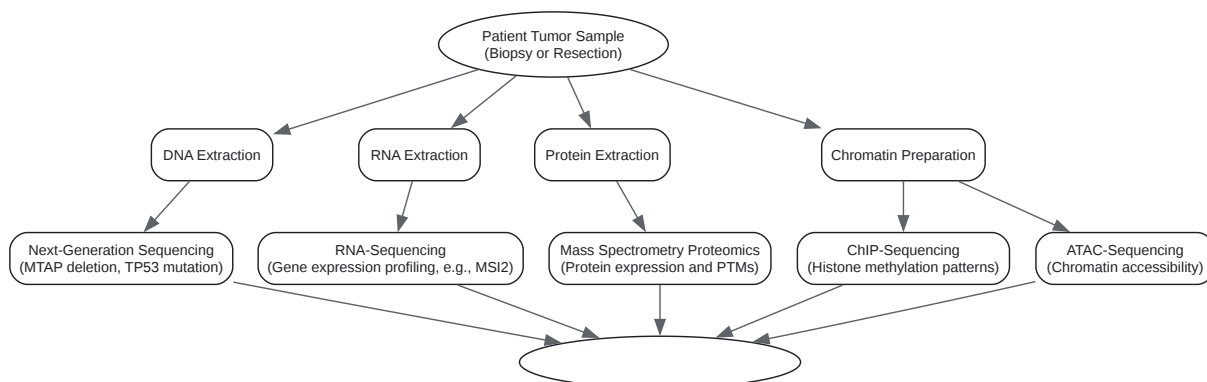 Patient Tumor Sample
(Biopsy or Resection)
DNA Extraction
RNA Extraction
Protein Extraction
Chromatin Preparation
Next-Generation Sequencing
(MTAP deletion, TP53 mutation)
RNA-Sequencing
(Gene expression profiling, e.g., MSI2)
Mass Spectrometry Proteomics
(Protein expression and PTMs)
ChIP-Sequencing
(Histone methylation patterns)
ATAC-Sequencing
(Chromatin accessibility)